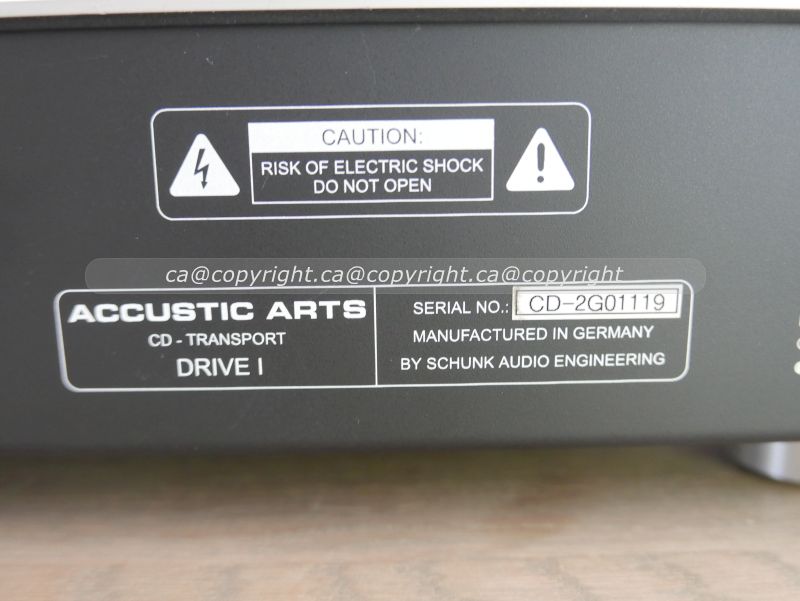 CAUTION:
RISK OF ELECTRIC SHOCK
DO NOT OPEN
ca@copyright.ca@copyright.ca@copyright
ACCUSTIC ARTS
CD - TRANSPORT
DRIVE I
SERIAL NO.: CD-2G01119
MANUFACTURED IN GERMANY
BY SCHUNK AUDIO ENGINEERING